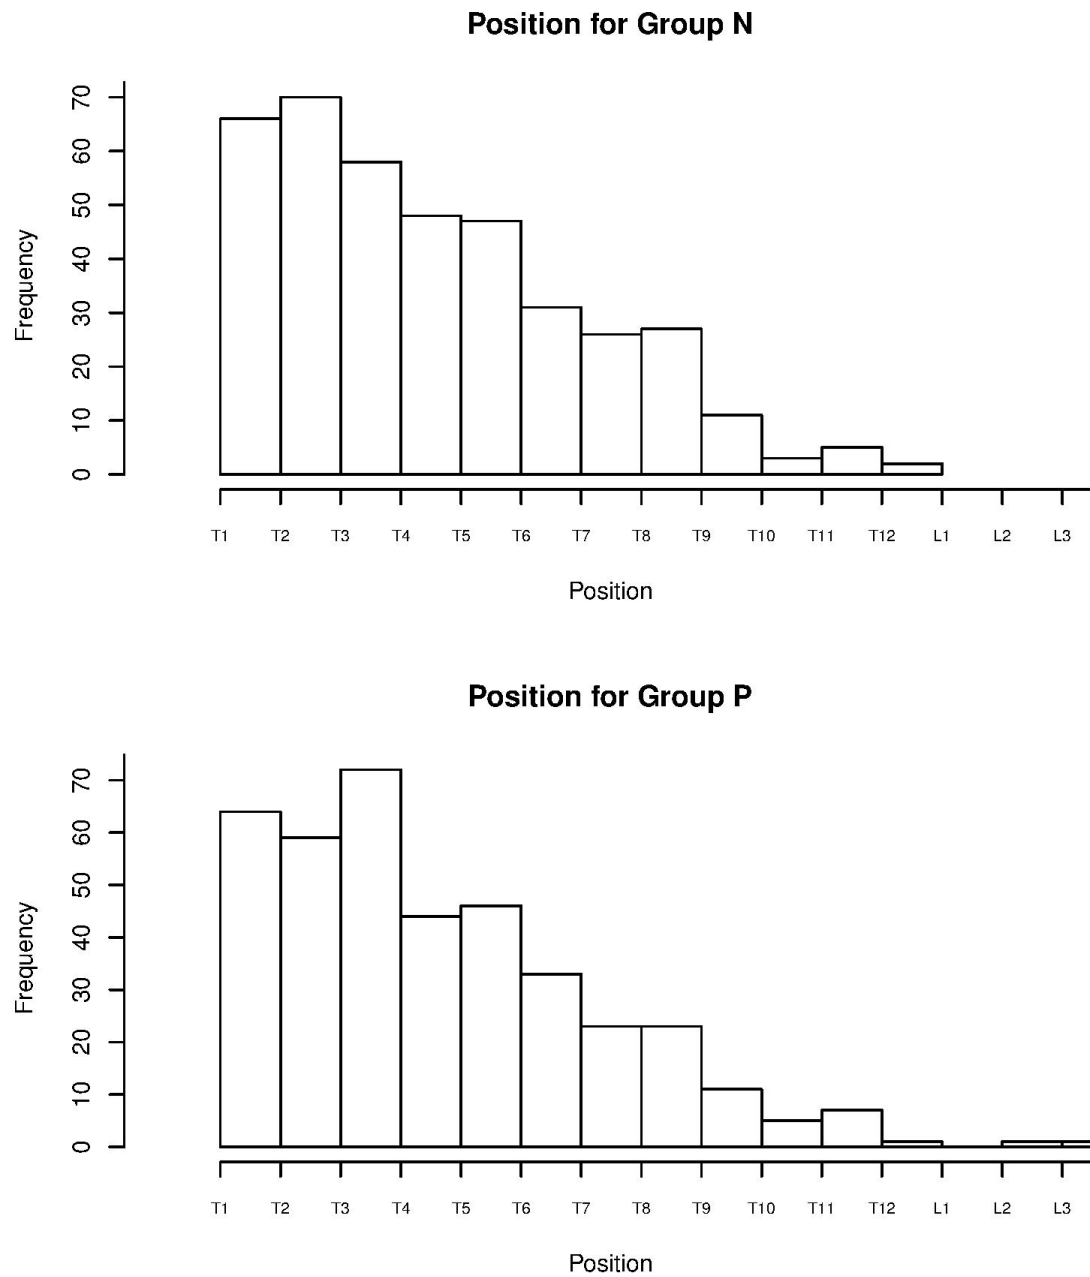 Position for Group N
Frequency
70
60
50
40
30
20
10
0
T1 T2 T3 T4 T5 T6 T7 T8 T9 T10 T11 T12 L1 L2 L3
Position
Position for Group P
Frequency
70
60
50
40
30
20
10
0
T1 T2 T3 T4 T5 T6 T7 T8 T9 T10 T11 T12 L1 L2 L3
Position